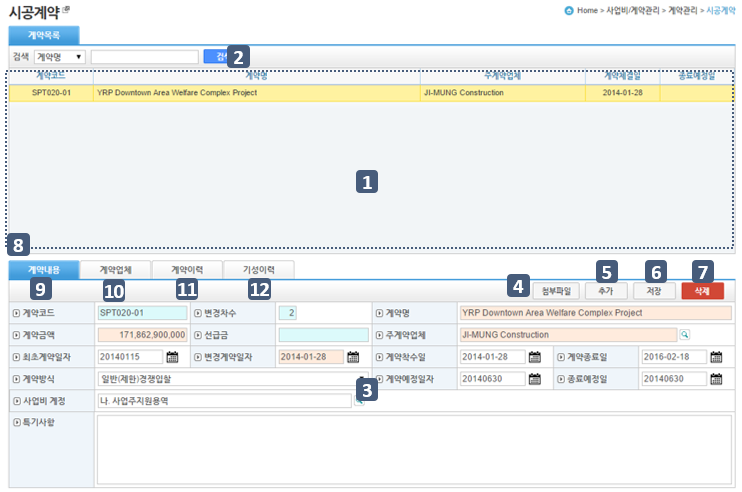 시공계약
Home > 사업비/계약관리 > 계약관리 > 시공계약
계약목록
검색 계약명 2
계약코드 계약명 주계약업체 계약체결일 종료예정일
SPT020-01 YRP Downtown Area Welfare Complex Project JI-MUNG Construction 2014-01-28
1
8
계약내용 계약업체 계약이력 기성이력
9 10 11 12 4 5 6 7
첨부파일 추가 저장 삭제
계약코드 SPT020-01 변경차수 2 계약명 YRP Downtown Area Welfare Complex Project
계약금액 171,862,900,000 선급금 주계약업체 JI-MUNG Construction
최초계약일자 20140115 변경계약일자 2014-01-28 계약착수일 2014-01-28 계약종료일 2016-02-18
계약방식 일반(제한)경쟁입찰 계약예정일자 20140630 종료예정일 20140630
3
사업비 계정 나. 사업주지원용역
특기사항